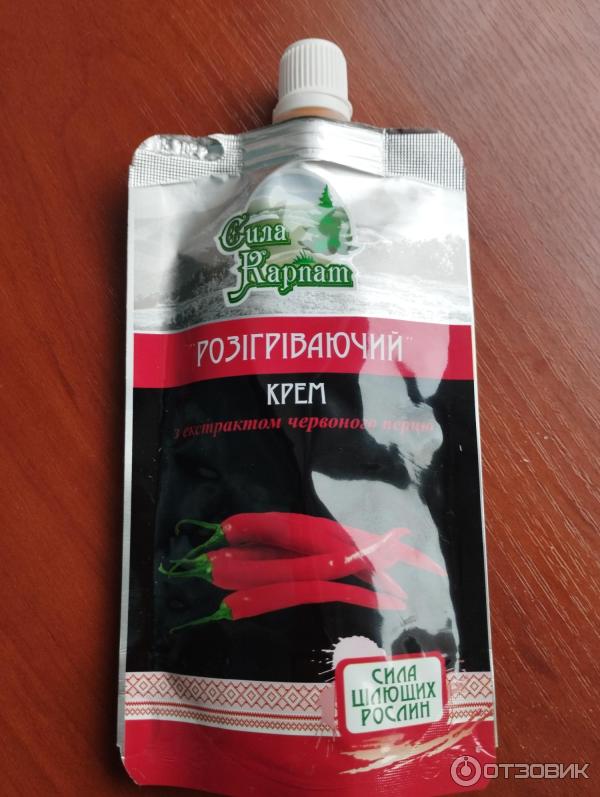 Сила
Карпат
"РОЗІГРІВАЮЧИЙ"
КРЕМ
з екстрактом червоного перцю
СИЛА
ЦІЛЮЩИХ
РОСЛИН
ОТЗОВИК